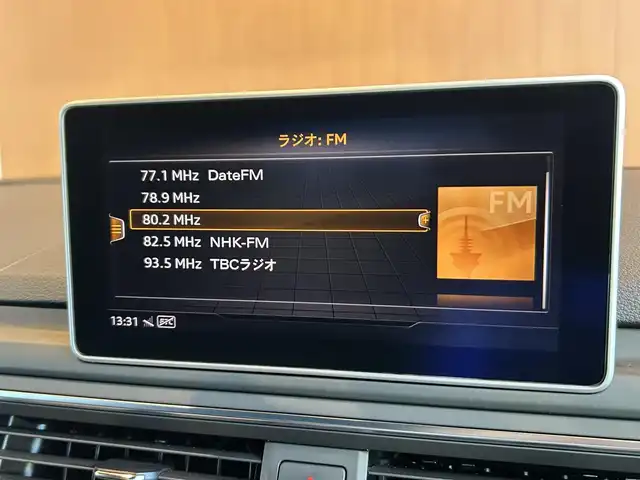 ラジオ: FM
77.1 MHz DateFM
78.9 MHz
80.2 MHz
82.5 MHz NHK-FM
93.5 MHz TBCラジオ
FM
13:31